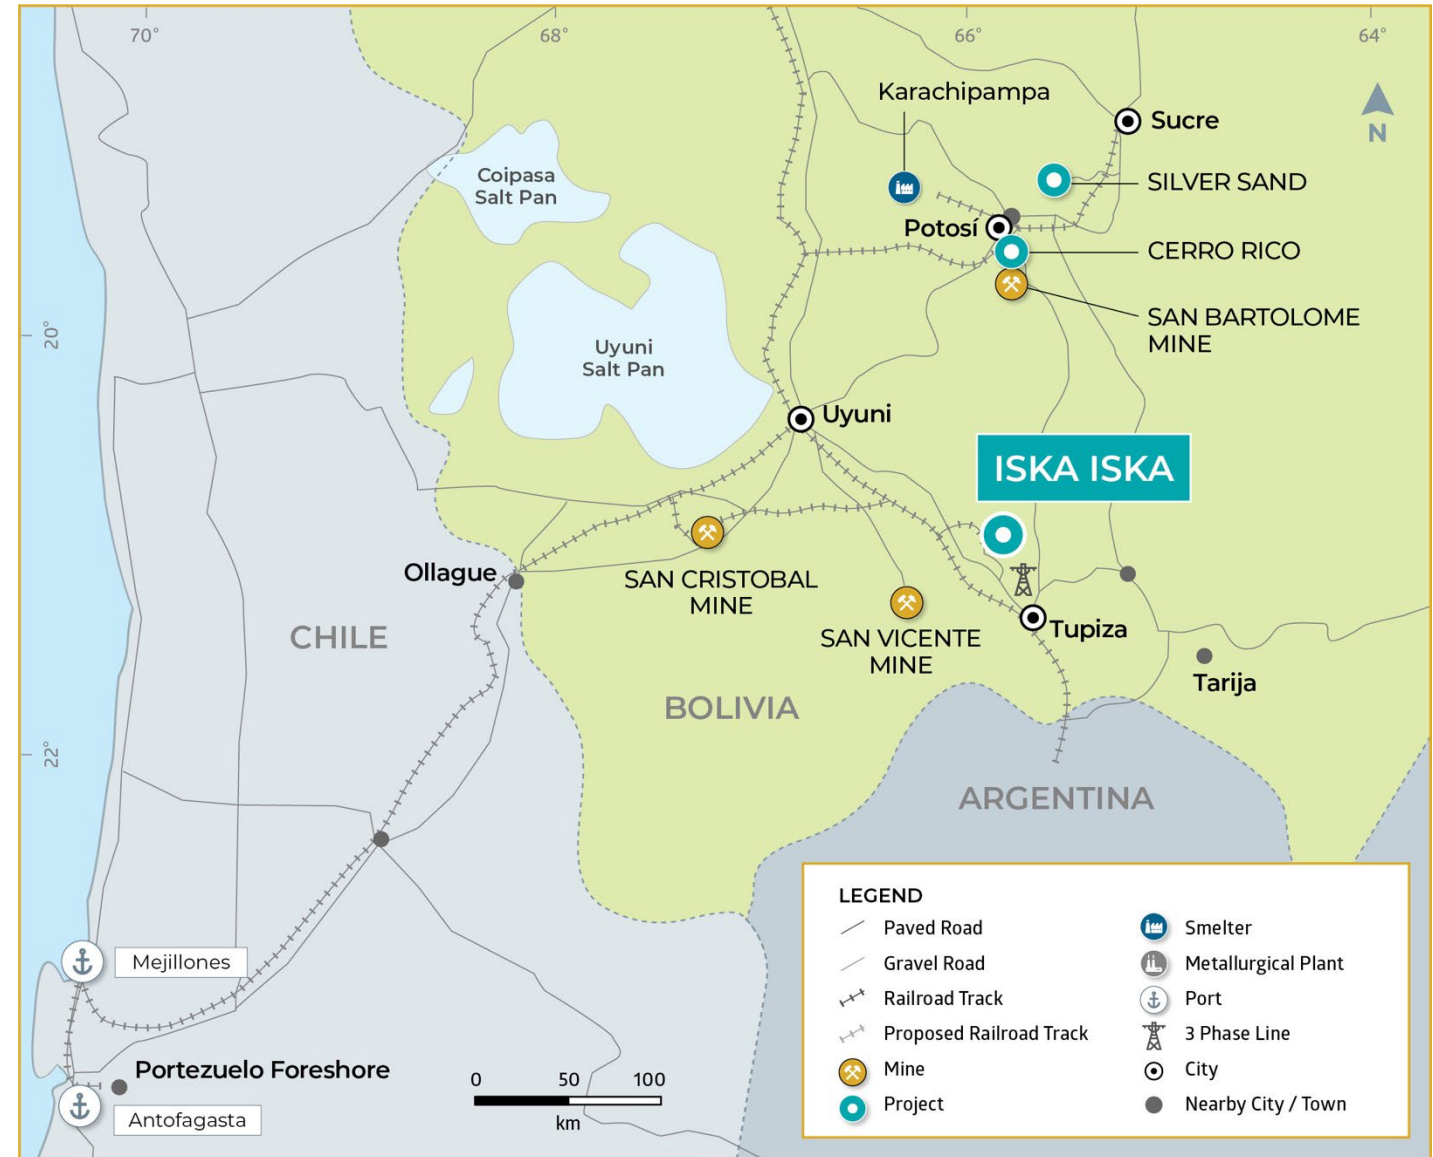 70°
68°
66°
64°
Karachipampa
Sucre
N
Coipasa
Salt Pan
SILVER SAND
Potosí
CERRO RICO
SAN BARTOLOME
MINE
20°
Uyuni
Salt Pan
Uyuni
ISKA ISKA
Ollague
SAN CRISTOBAL
MINE
CHILE
SAN VICENTE
MINE
Tupiza
Tarija
BOLIVIA
22°
ARGENTINA
LEGEND
Paved Road
Gravel Road
Railroad Track
Proposed Railroad Track
Mine
Project
Smelter
Metallurgical Plant
Port
3 Phase Line
City
Nearby City / Town
Mejillones
Portezuelo Foreshore
Antofagasta
0 50 100
km